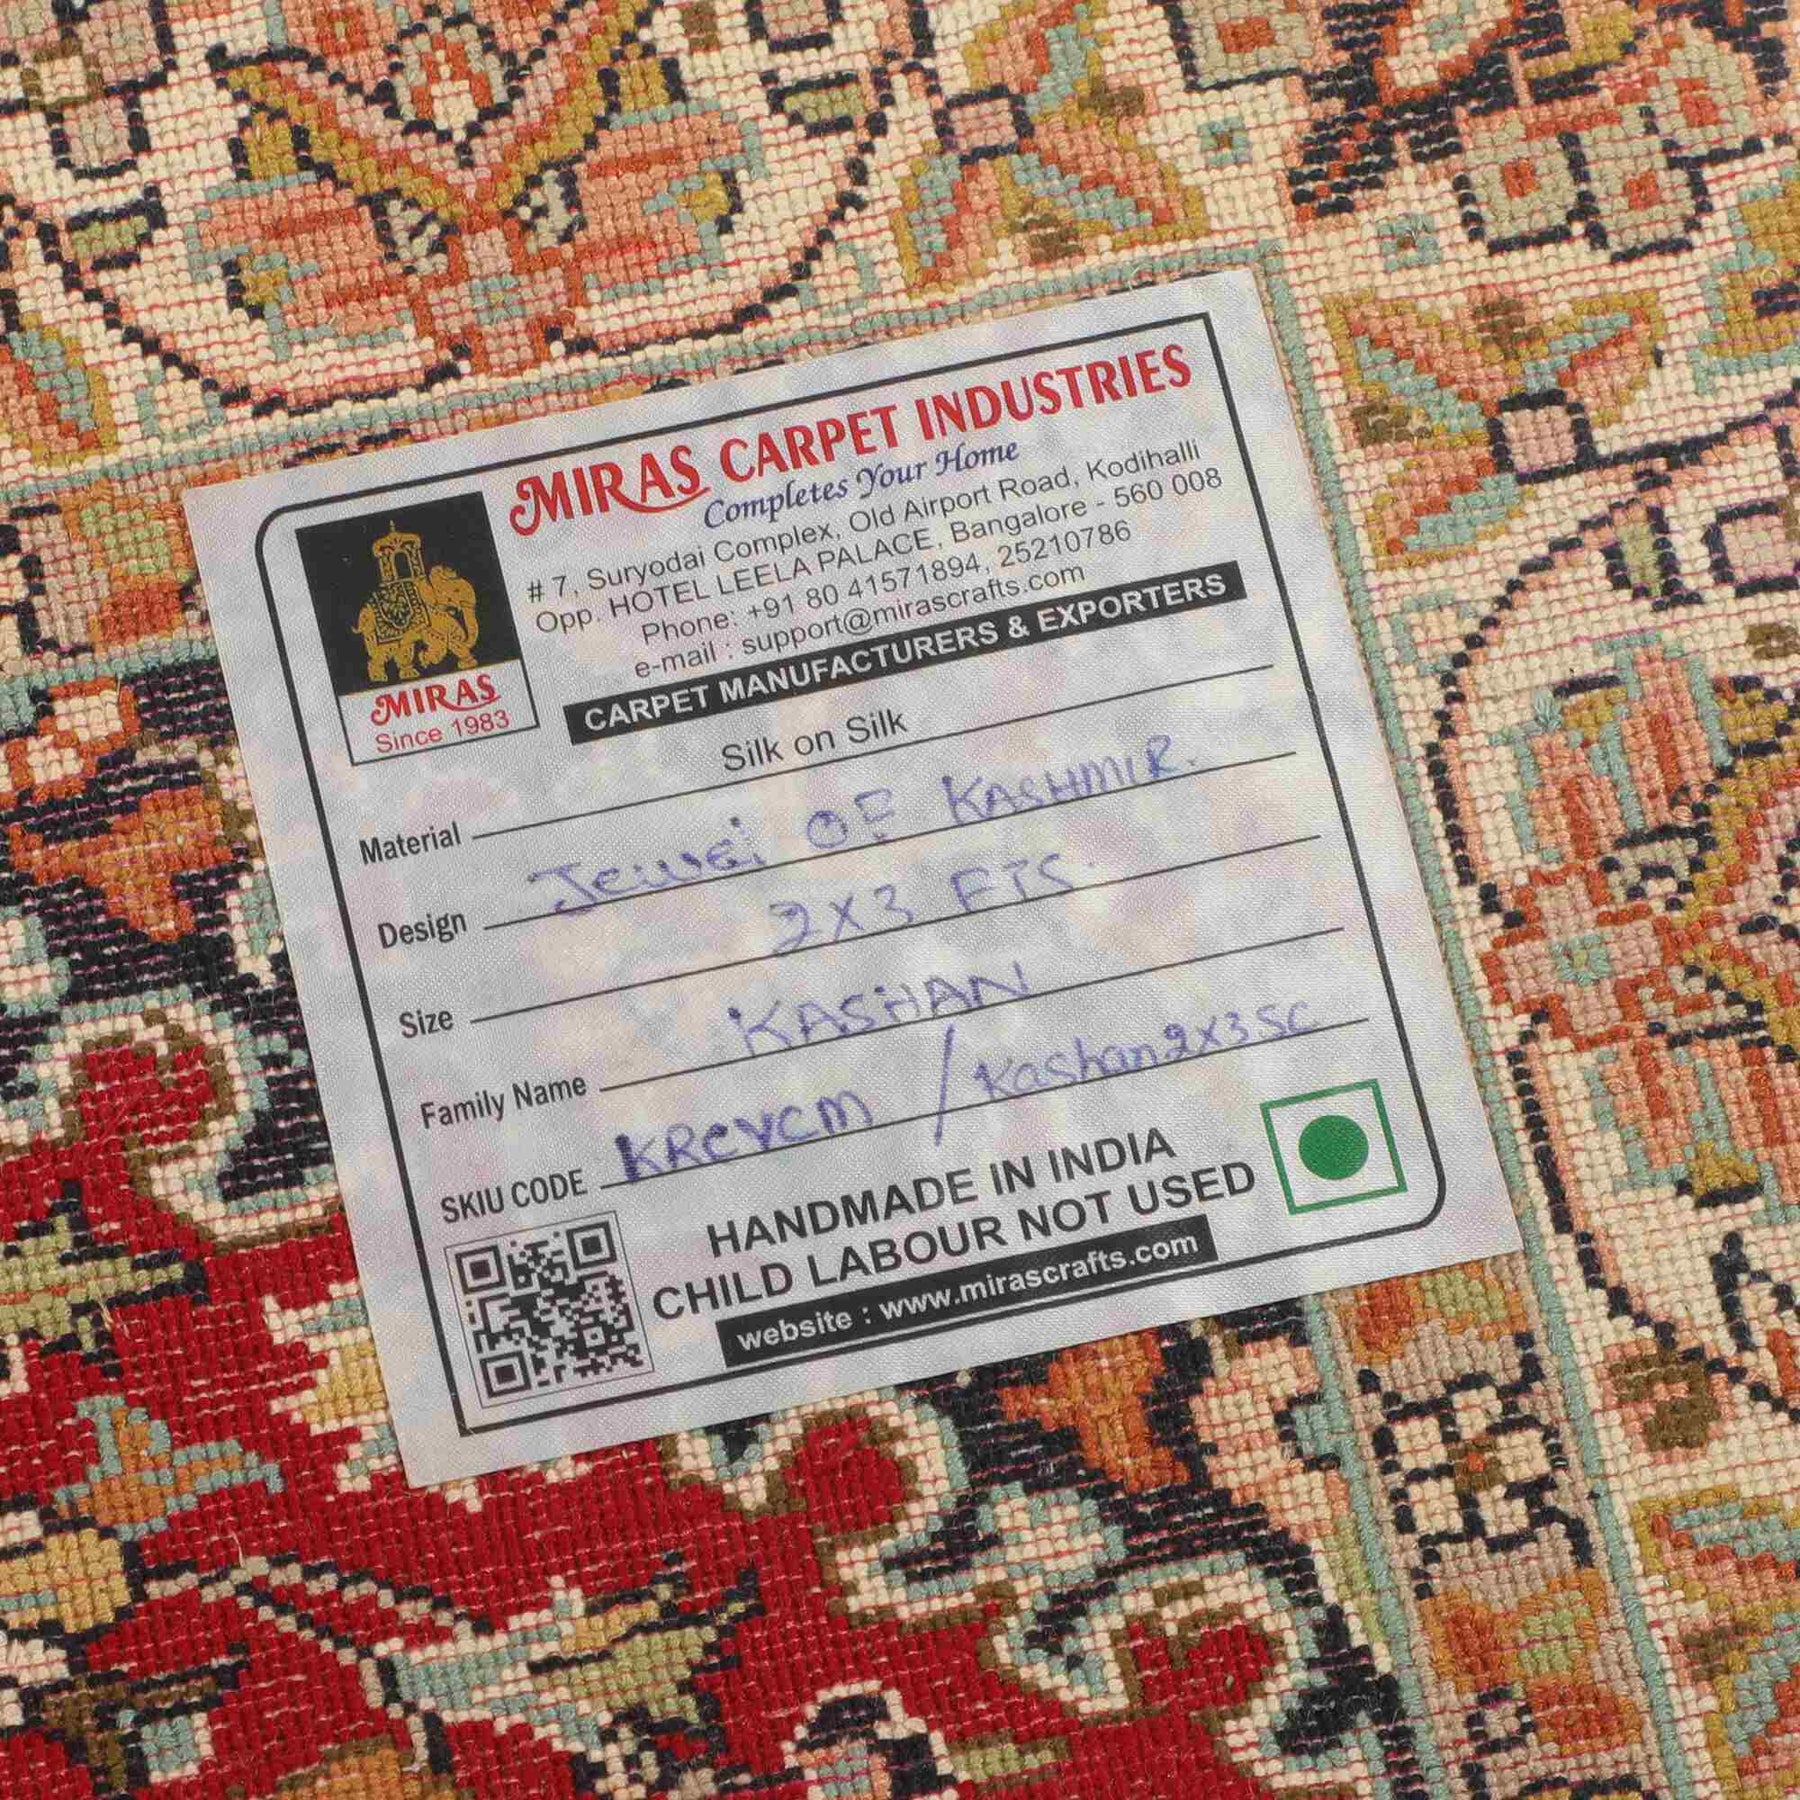 MIRAS CARPET INDUSTRIES
Completes Your Home
# 7, Suryodai Complex, Old Airport Road, Kodihalli
Opp. HOTEL LEELA PALACE, Bangalore - 560 008
Phone: +91 80 41571894, 25210786
e-mail : support@mirascrafts.com
CARPET MANUFACTURERS & EXPORTERS
MIRAS
Since 1983
Material Silk on Silk
Design Jewel OF KASHMIR.
Size 2X3 FTS.
Family Name KASHAN
SKIU CODE KRCVCM / Kashan2X3SC
HANDMADE IN INDIA
CHILD LABOUR NOT USED
website : www.mirascrafts.com